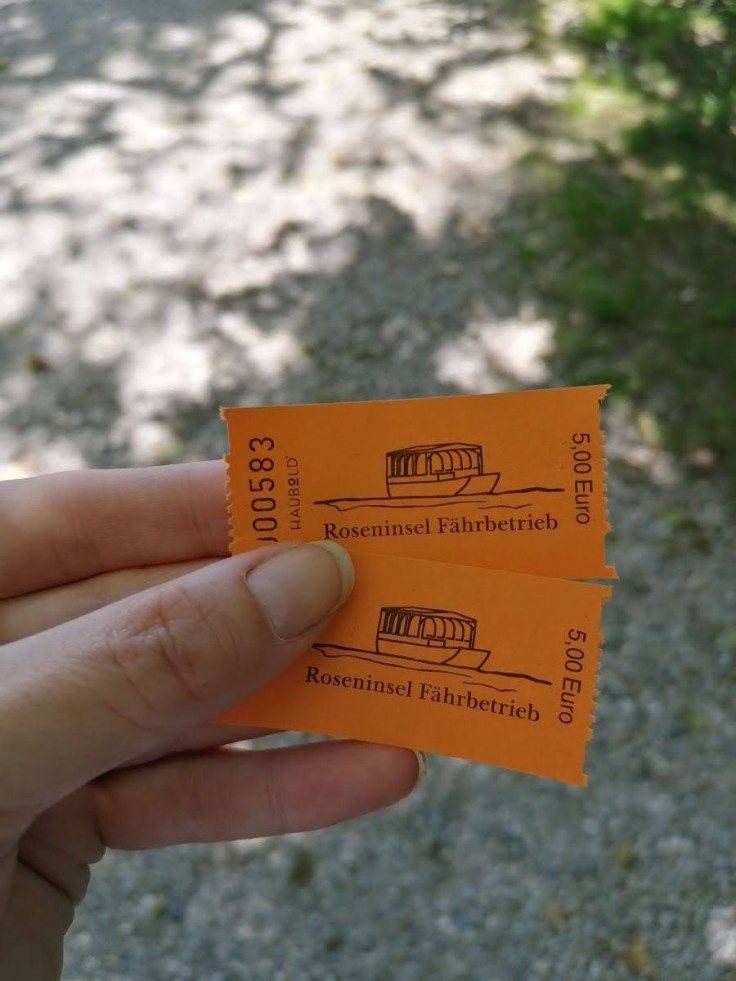 00583
HAUBOLD
Roseninsel Fährbetrieb
5,00 Euro
Roseninsel Fährbetrieb
5,00 Euro